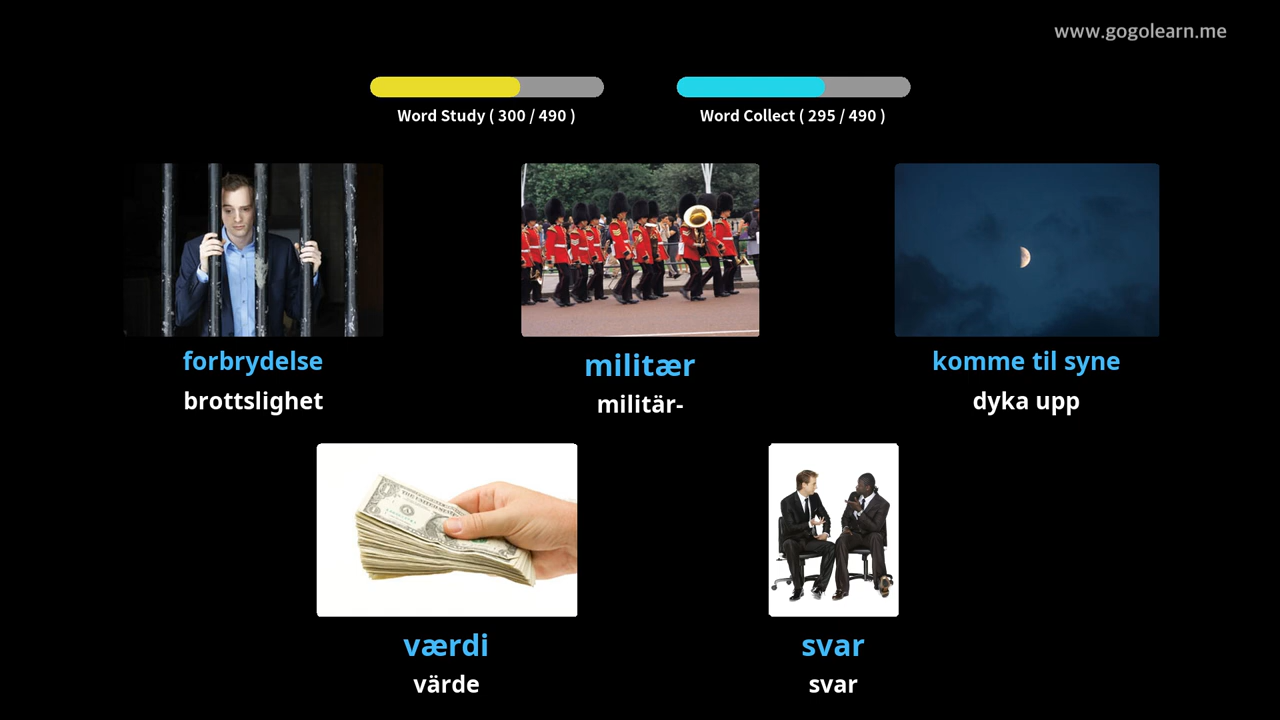 www.gogolearn.me
Word Study ( 300 / 490 )
Word Collect ( 295 / 490 )
forbrydelse
brottslighet
militær
militär-
komme til syne
dyka upp
værdi
värde
svar
svar